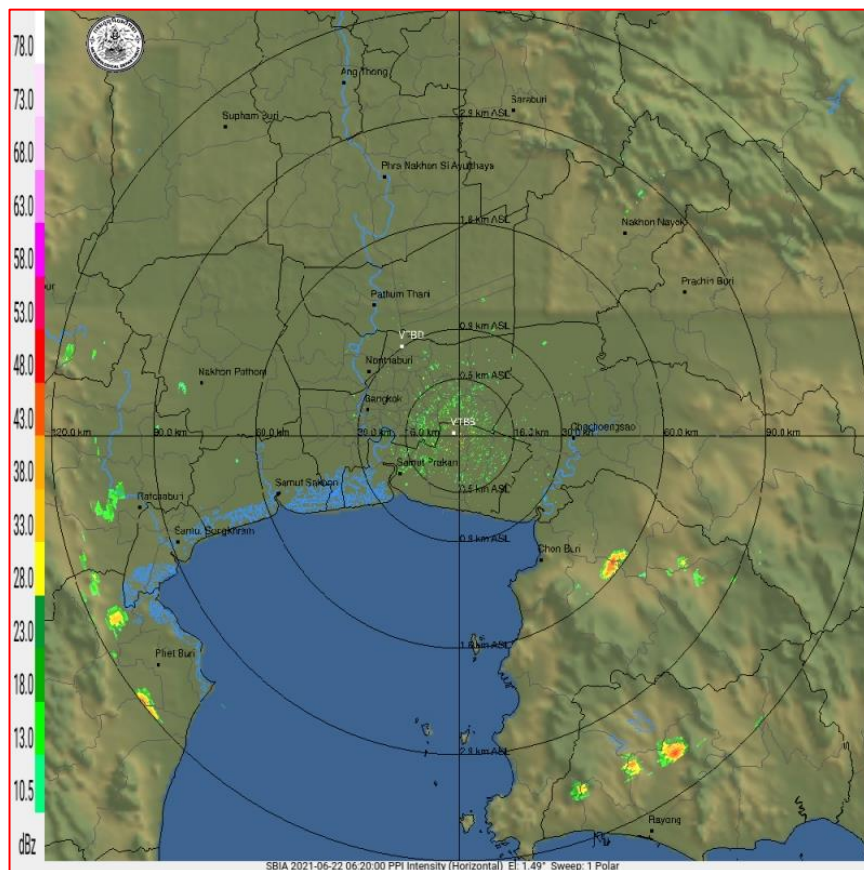 78.0
73.0
68.0
63.0
58.0
53.0
48.0
43.0
38.0
33.0
28.0
23.0
18.0
13.0
10.5
dBz
Ang Thong
Saraburi
Supham Buri
Phra Nakhon Si Ayutthaya
Nakhon Nayok
Prachin Buri
Pathum Thani
VTBD
Nonthaburi
Nakhon Pathom
Bangkok
VTBS
Chachoengsao
120.0 km
90.0 km
60.0 km
30.0 km
16.2 km
30.0 km
60.0 km
90.0 km
Samut Prakan
Samut Sakhon
Ratchaburi
Samut Songkhram
Chon Buri
Phet Buri
Rayong
2.9 km ASL
1.8 km ASL
0.9 km ASL
0.5 km ASL
0.5 km ASL
0.9 km ASL
1.8 km ASL
2.9 km ASL
SBIA 2021-06-22 06:20:00 PPI Intensity (Horizontal) El: 1.49° Sweep: 1 Polar